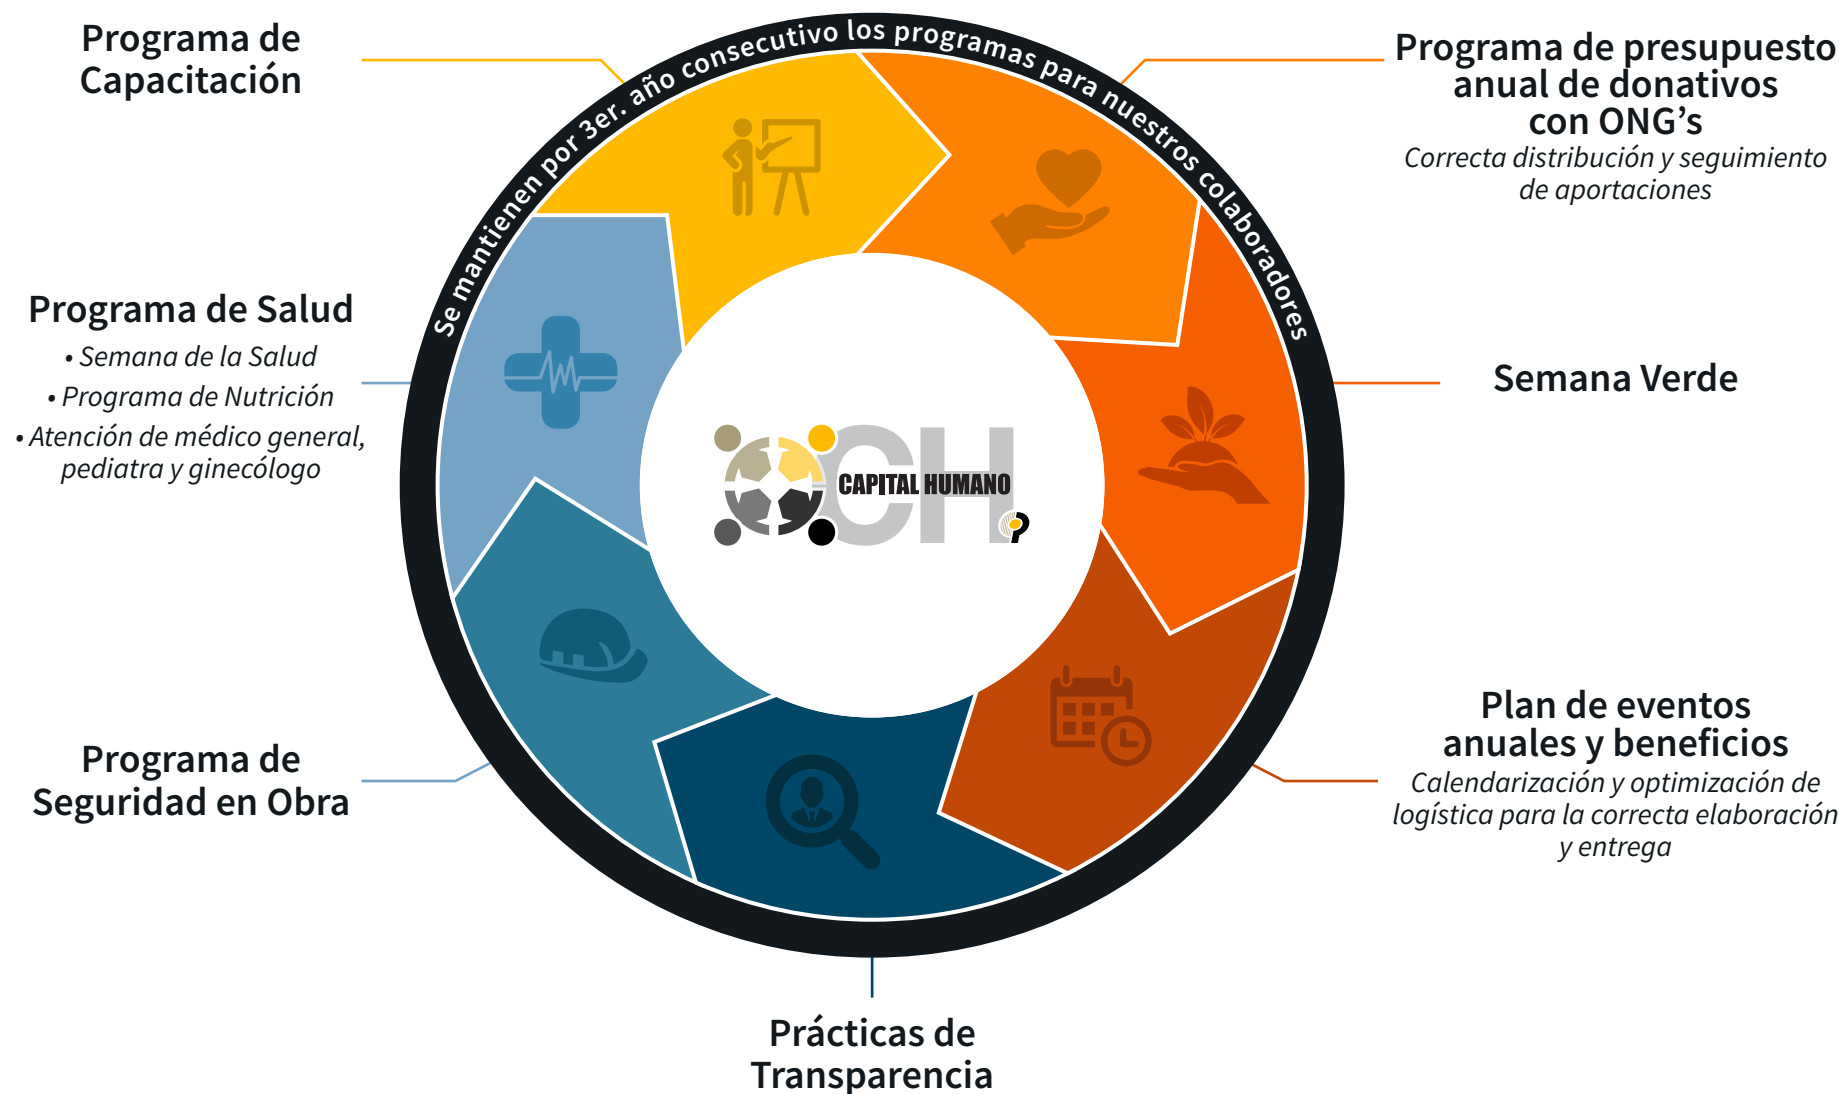 Se mantienen por 3er. año consecutivo los programas para nuestros colaboradores
Programa de
Capacitación
Programa de presupuesto
anual de donativos
con ONG’s
Correcta distribución y seguimiento
de aportaciones
Programa de Salud
• Semana de la Salud
• Programa de Nutrición
• Atención de médico general,
pediatra y ginecólogo
Semana Verde
CH
CAPITAL HUMANO
Programa de
Seguridad en Obra
Plan de eventos
anuales y beneficios
Calendarización y optimización de
logística para la correcta elaboración
y entrega
Prácticas de
Transparencia